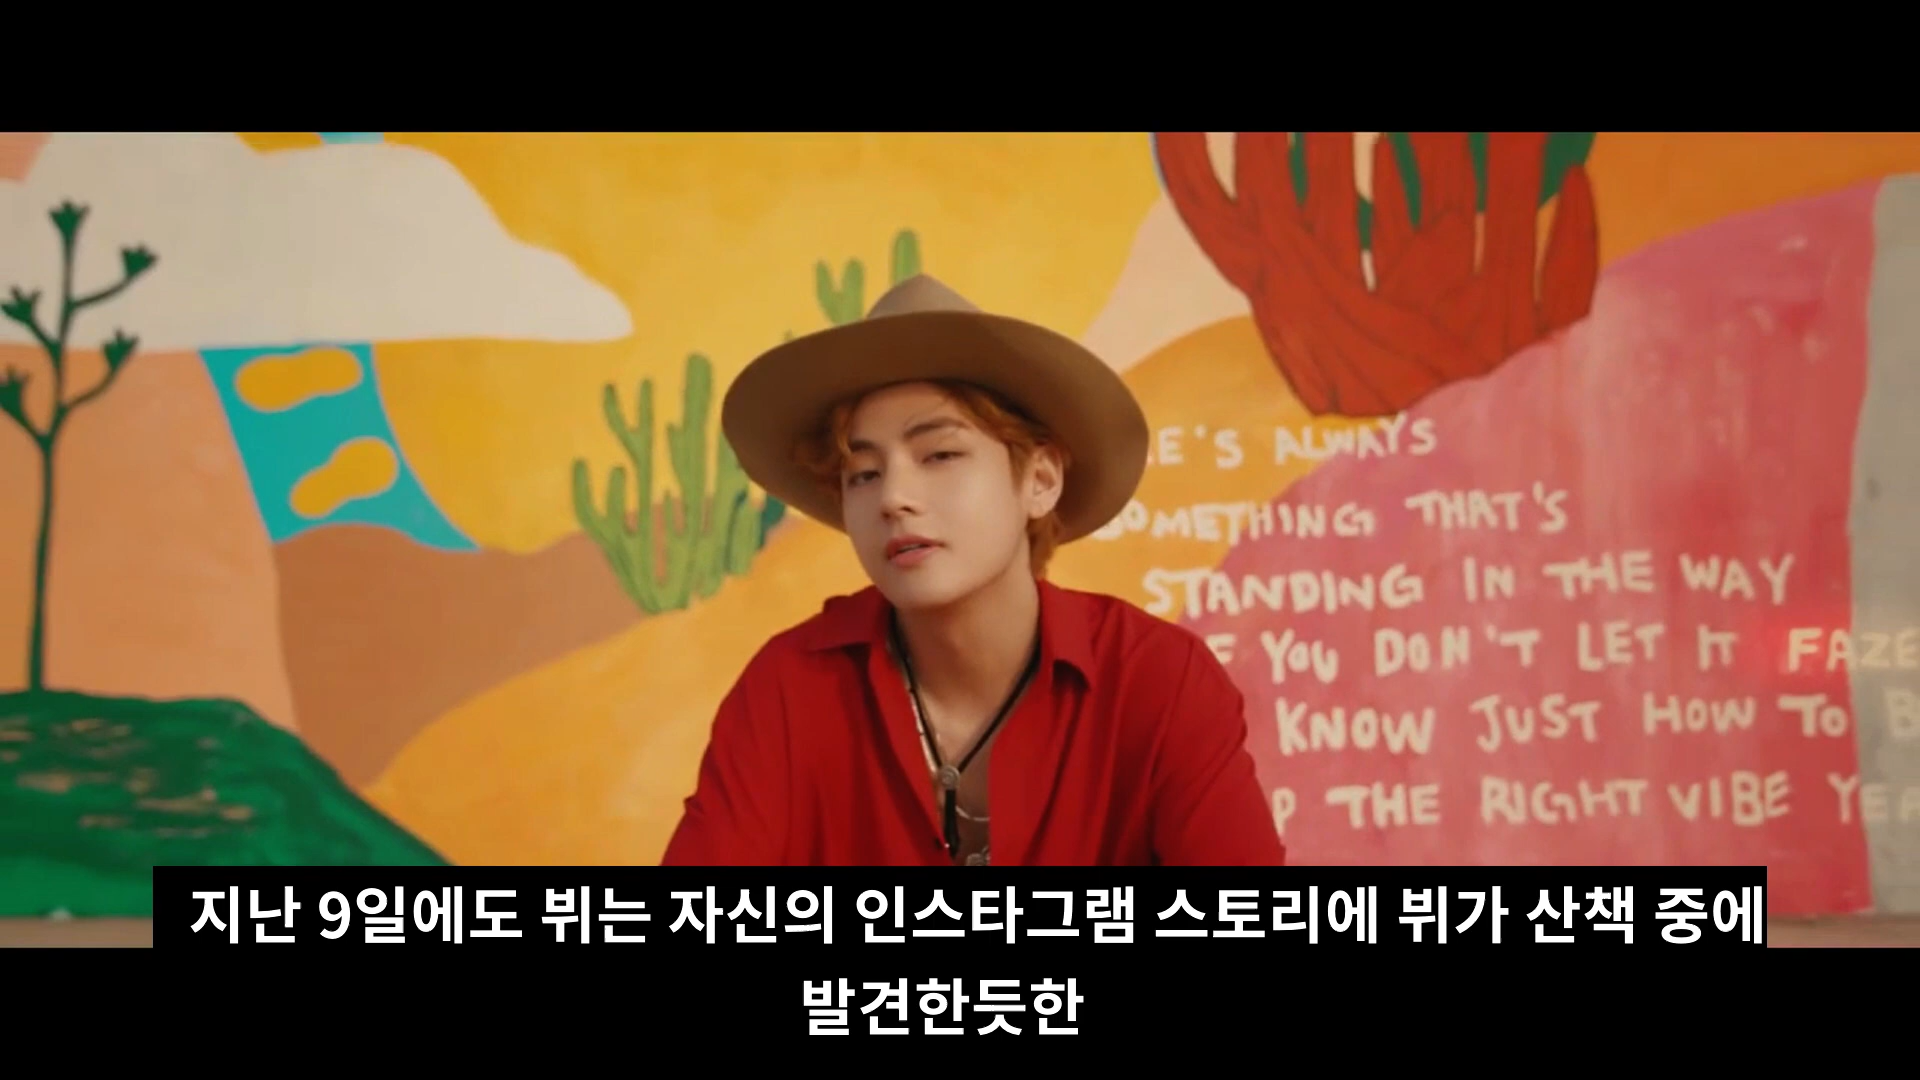 ALWAYS
SOMETHING THAT'S
STANDING IN THE WAY
YOU DON'T LET IT FAZE
KNOW JUST HOW TO B
THE RIGHT VIBE YEA
지난 9일에도 뷔는 자신의 인스타그램 스토리에 뷔가 산책 중에
발견한듯한